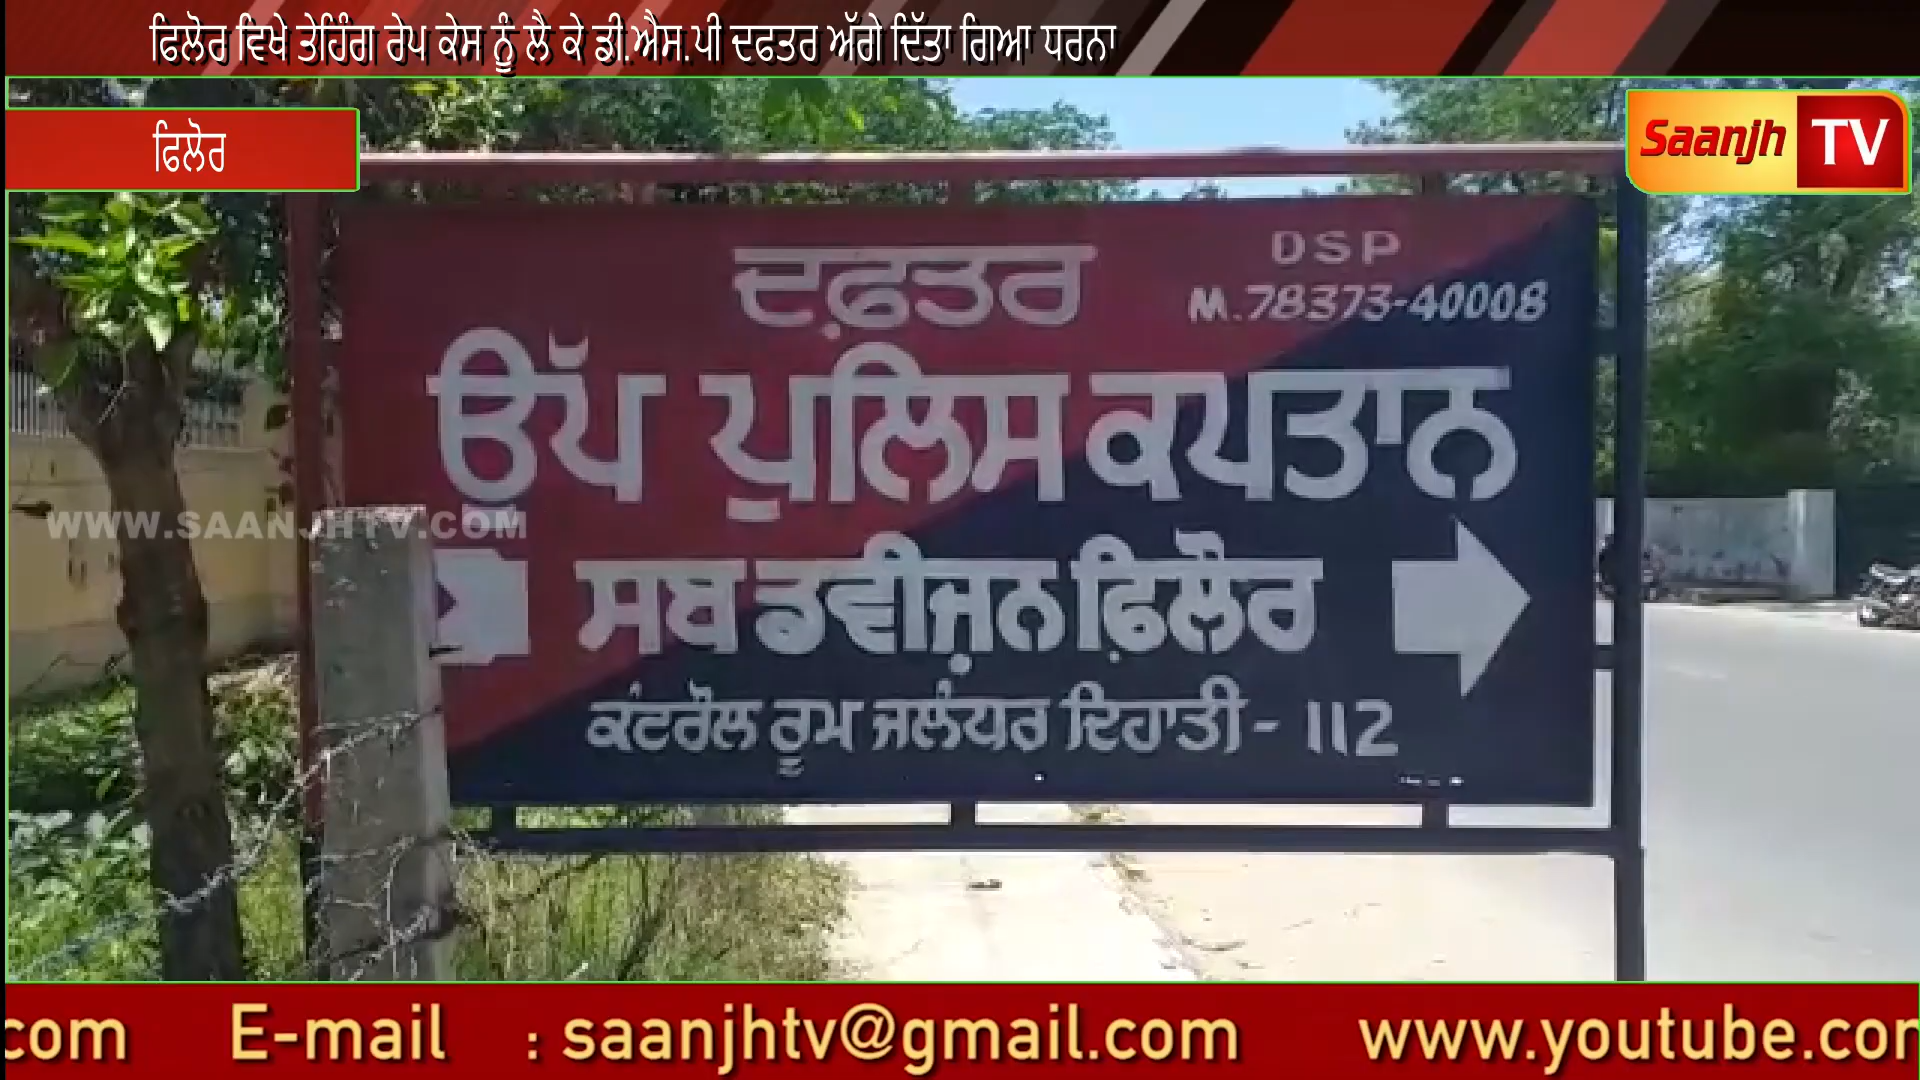 ਫਿਲੋਰ ਵਿਖੇ ਤੇਹਿੰਗ ਰੇਪ ਕੇਸ ਨੂੰ ਲੈ ਕੇ ਡੀ.ਐਸ.ਪੀ ਦਫਤਰ ਅੱਗੇ ਦਿੱਤਾ ਗਿਆ ਧਰਨਾ
ਫਿਲੋਰ
Saanjh TV
ਦਫ਼ਤਰ
DSP
M.78373-40008
ਉੱਪ ਪੁਲਿਸ ਕਪਤਾਨ
WWW.SAANJHTV.COM
ਸਬ ਡਵੀਜ਼ਨ ਫ਼ਿਲੌਰ
ਕੰਟਰੌਲ ਰੂਮ ਜਲੰਧਰ ਦਿਹਾਤੀ - 112
com E-mail : saanjhtv@gmail.com www.youtube.com